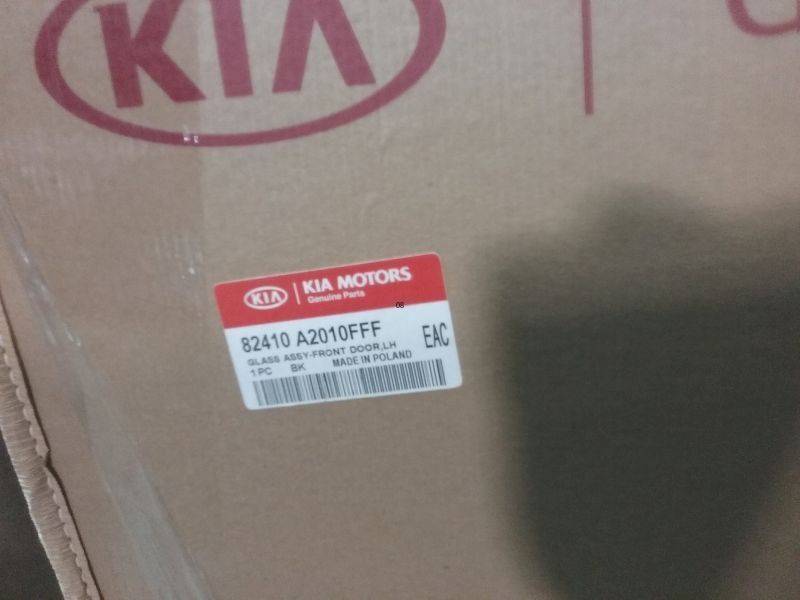 KIA
KIA | KIA MOTORS
Genuine Parts
08
82410 A2010FFF
EAC
GLASS ASSY-FRONT DOOR,LH
1 PC BK MADE IN POLAND